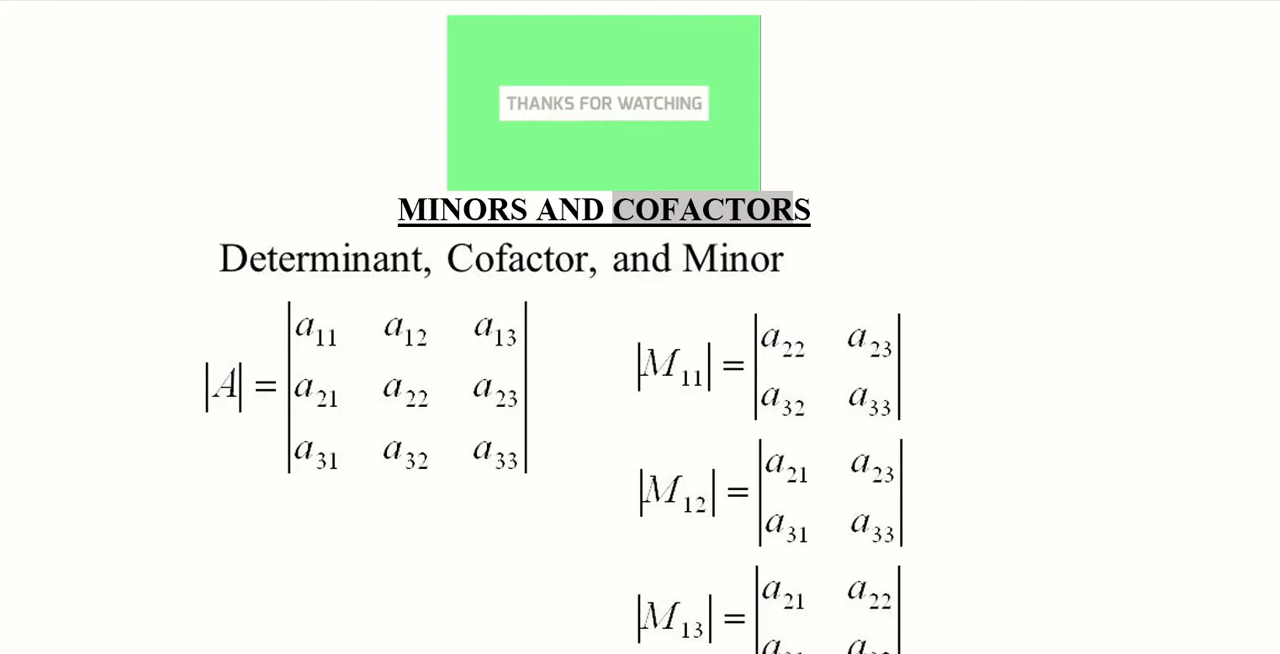 THANKS FOR WATCHING
MINORS AND COFACTORS
Determinant, Cofactor, and Minor
|A| = |a₁₁ a₁₂ a₁₃|
|a₂₁ a₂₂ a₂₃|
|a₃₁ a₃₂ a₃₃|
|M₁₁| = |a₂₂ a₂₃|
|a₃₂ a₃₃|
|M₁₂| = |a₂₁ a₂₃|
|a₃₁ a₃₃|
|M₁₃| = |a₂₁ a₂₂|